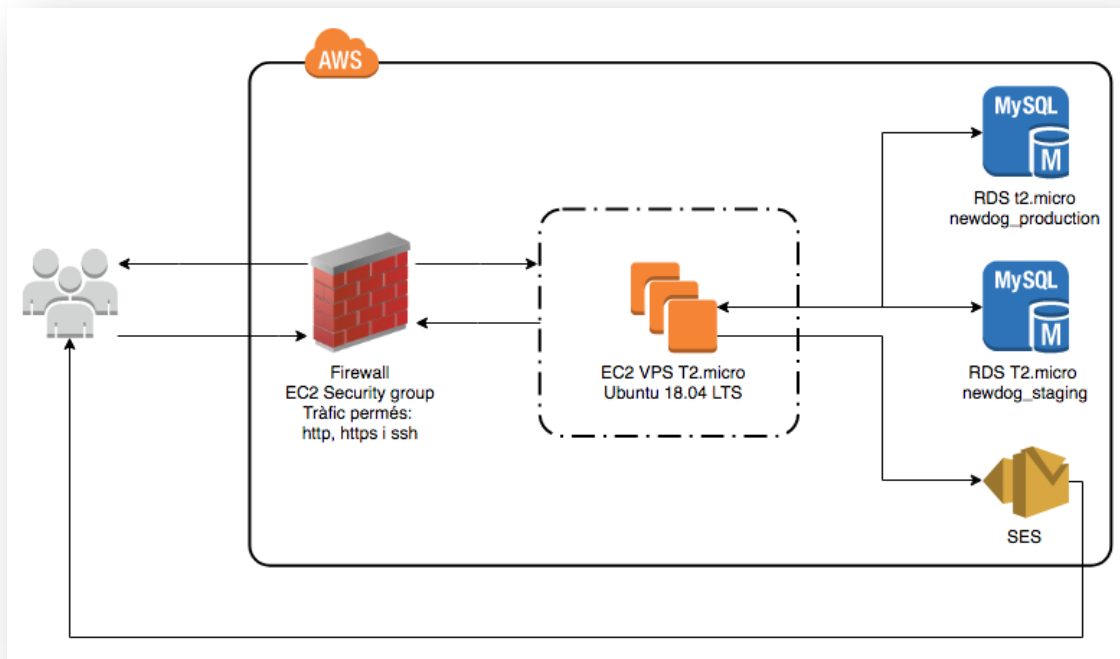 AWS
MySQL
M
RDS t2.micro
newdog_production
MySQL
M
RDS T2.micro
newdog_staging
Firewall
EC2 Security group
Tràfic permés:
http, https i ssh
EC2 VPS T2.micro
Ubuntu 18.04 LTS
SES